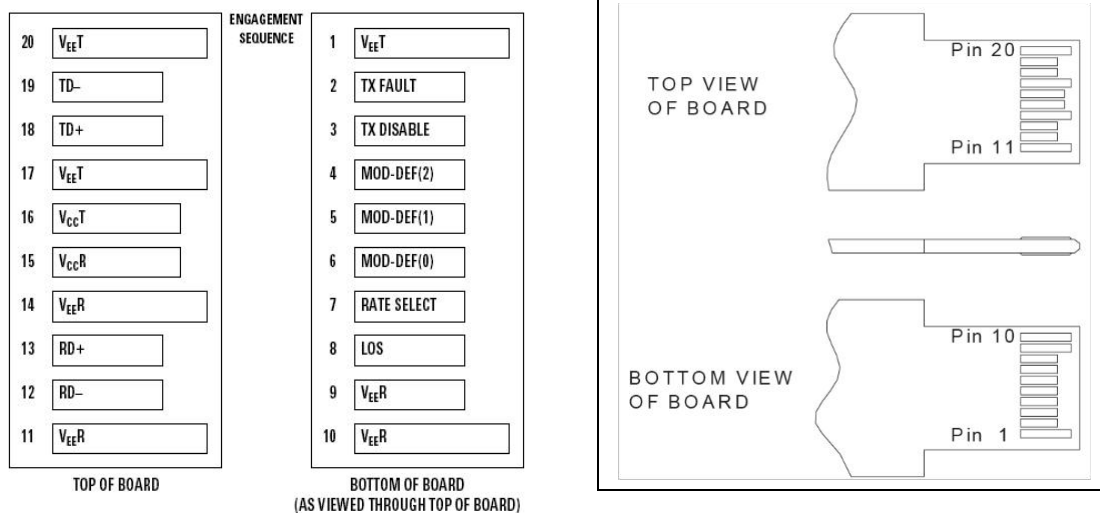 ENGAGEMENT
SEQUENCE
20 VEET
19 TD–
18 TD+
17 VEET
16 VCCT
15 VCCR
14 VEER
13 RD+
12 RD–
11 VEER
TOP OF BOARD
1 VEET
2 TX FAULT
3 TX DISABLE
4 MOD-DEF(2)
5 MOD-DEF(1)
6 MOD-DEF(0)
7 RATE SELECT
8 LOS
9 VEER
10 VEER
BOTTOM OF BOARD
(AS VIEWED THROUGH TOP OF BOARD)
TOP VIEW
OF BOARD
Pin 20
Pin 11
BOTTOM VIEW
OF BOARD
Pin 10
Pin 1